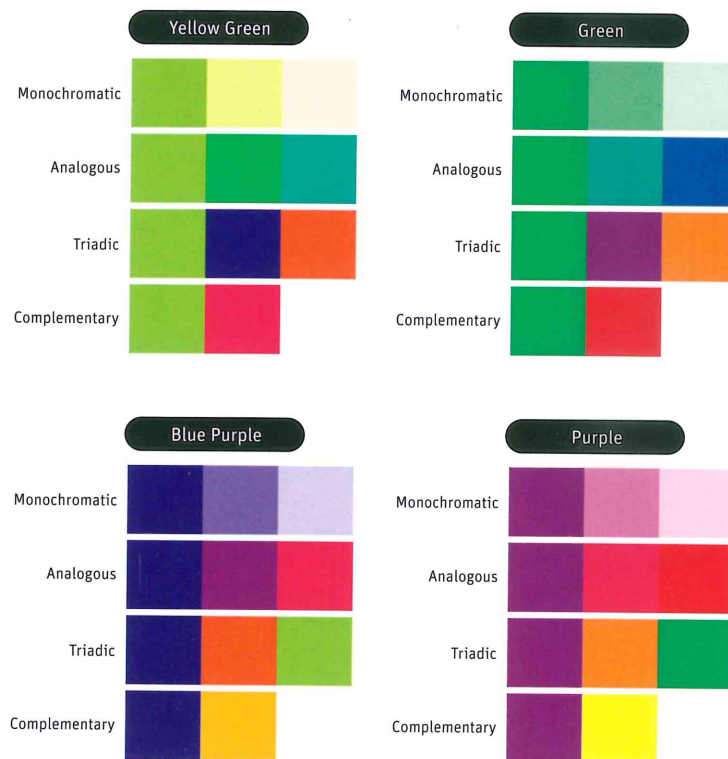 Yellow Green
Monochromatic
Analogous
Triadic
Complementary
Green
Monochromatic
Analogous
Triadic
Complementary
Blue Purple
Monochromatic
Analogous
Triadic
Complementary
Purple
Monochromatic
Analogous
Triadic
Complementary